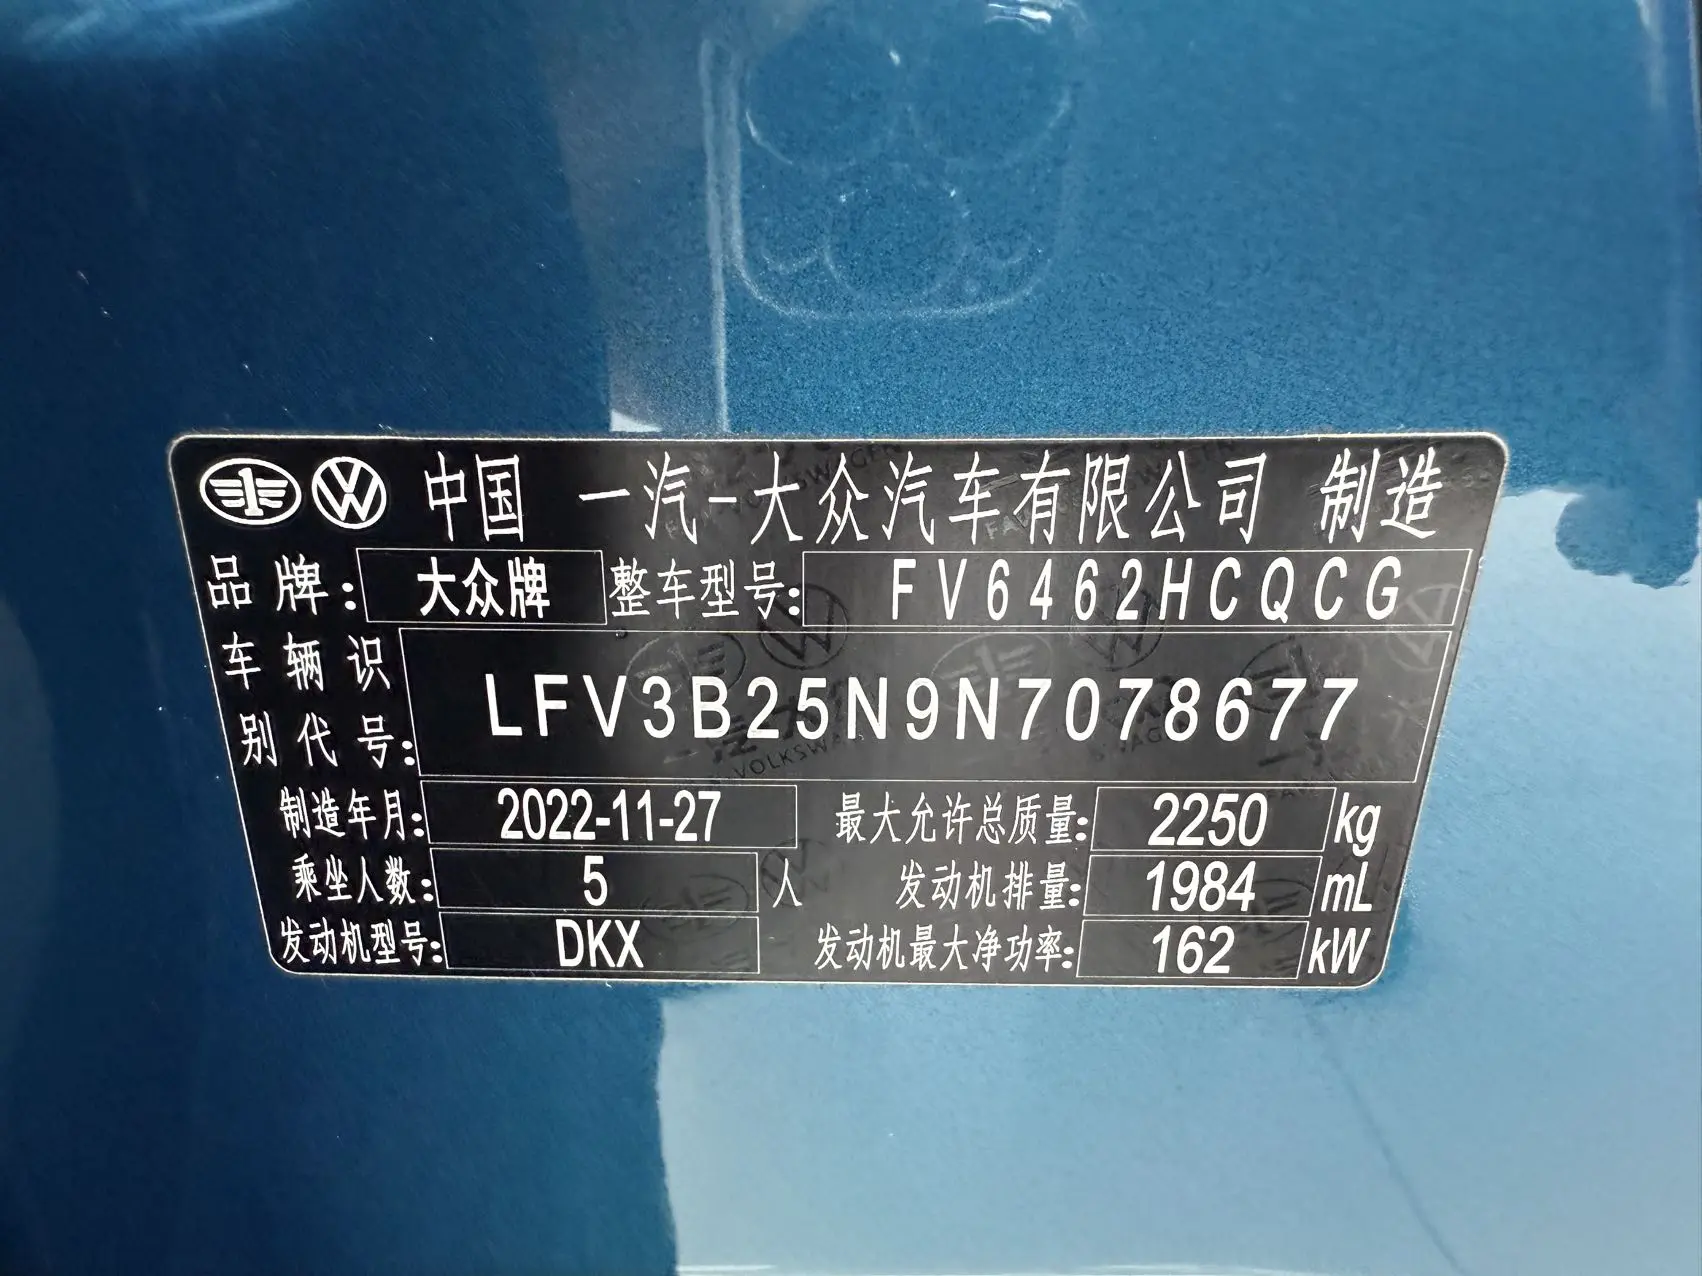 中国 一汽-大众汽车有限公司 制造
品牌: 大众牌 整车型号: FV6462HCQCG
车辆识别代号: LFV3B25N9N7078677
制造年月: 2022-11-27 最大允许总质量: 2250 kg
乘坐人数: 5 人 发动机排量: 1984 mL
发动机型号: DKX 发动机最大净功率: 162 kW